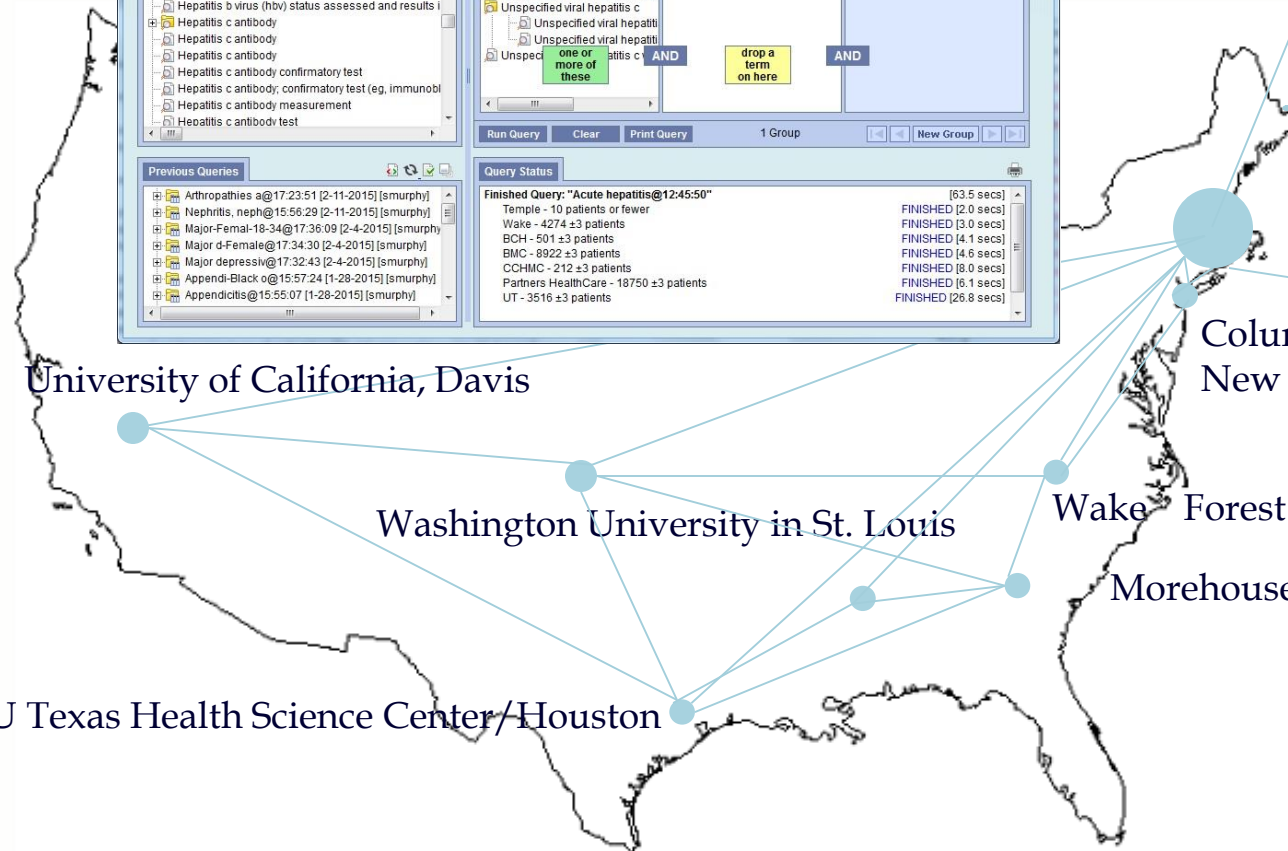 Hepatitis b virus (hbv) status assessed and results i
Hepatitis c antibody
Hepatitis c antibody
Hepatitis c antibody
Hepatitis c antibody confirmatory test
Hepatitis c antibody; confirmatory test (eg, immunobl
Hepatitis c antibody measurement
Hepatitis c antibody test
Unspecified viral hepatitis c
Unspecified viral hepatiti
Unspecified viral hepatiti
Unspeci
atitis c
one or
more of
these
AND
drop a
term
on here
AND
Run Query Clear Print Query 1 Group New Group
Previous Queries
Arthropathies a@17:23:51 [2-11-2015] [smurphy]
Nephritis, neph@15:56:29 [2-11-2015] [smurphy]
Major-Femal-18-34@17:36:09 [2-4-2015] [smurphy
Major d-Female@17:34:30 [2-4-2015] [smurphy]
Major depressiv@17:32:43 [2-4-2015] [smurphy]
Appendi-Black o@15:57:24 [1-28-2015] [smurphy]
Appendicitis@15:55:07 [1-28-2015] [smurphy]
Query Status
Finished Query: "Acute hepatitis@12:45:50" [63.5 secs]
Temple - 10 patients or fewer FINISHED [2.0 secs]
Wake - 4274 ±3 patients FINISHED [3.0 secs]
BCH - 501 ±3 patients FINISHED [4.1 secs]
BMC - 8922 ±3 patients FINISHED [4.6 secs]
CCHMC - 212 ±3 patients FINISHED [8.0 secs]
Partners HealthCare - 18750 ±3 patients FINISHED [6.1 secs]
UT - 3516 ±3 patients FINISHED [26.8 secs]
Colu
New
University of California, Davis
Washington University in St. Louis
Wake Forest
Morehouse
U Texas Health Science Center/Houston